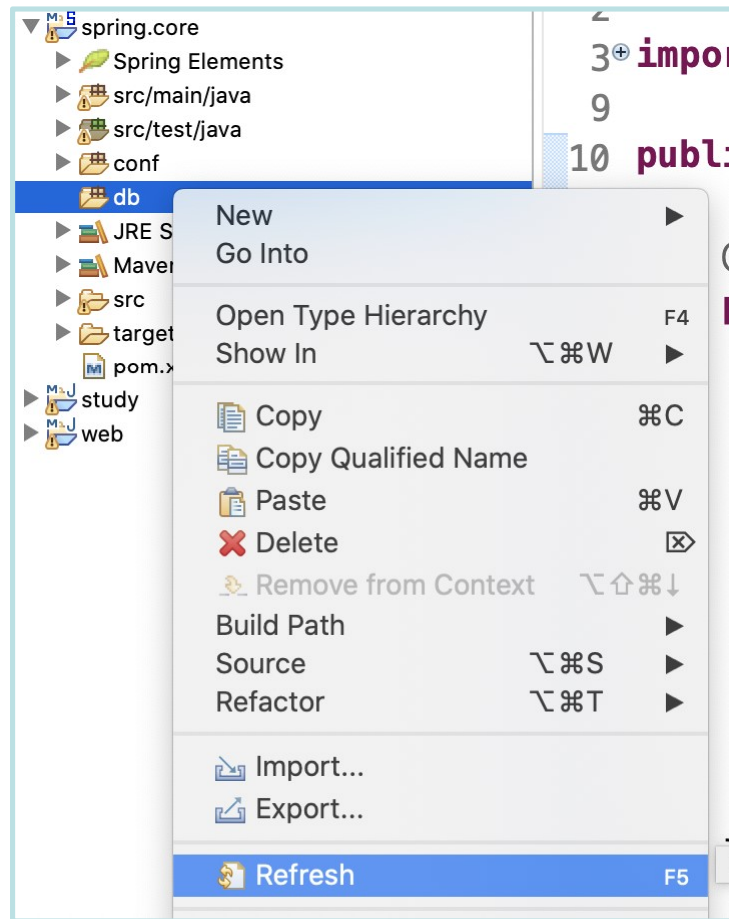 spring.core
Spring Elements
src/main/java
src/test/java
conf
db
JRE S
Maven
src
target
pom.x
study
web
3
impor
9
10
publi
New
Go Into
Open Type Hierarchy F4
Show In ⌥⌘W
Copy ⌘C
Copy Qualified Name
Paste ⌘V
Delete ⌦
Remove from Context ⌥⇧⌘↓
Build Path
Source ⌥⌘S
Refactor ⌥⌘T
Import...
Export...
Refresh F5